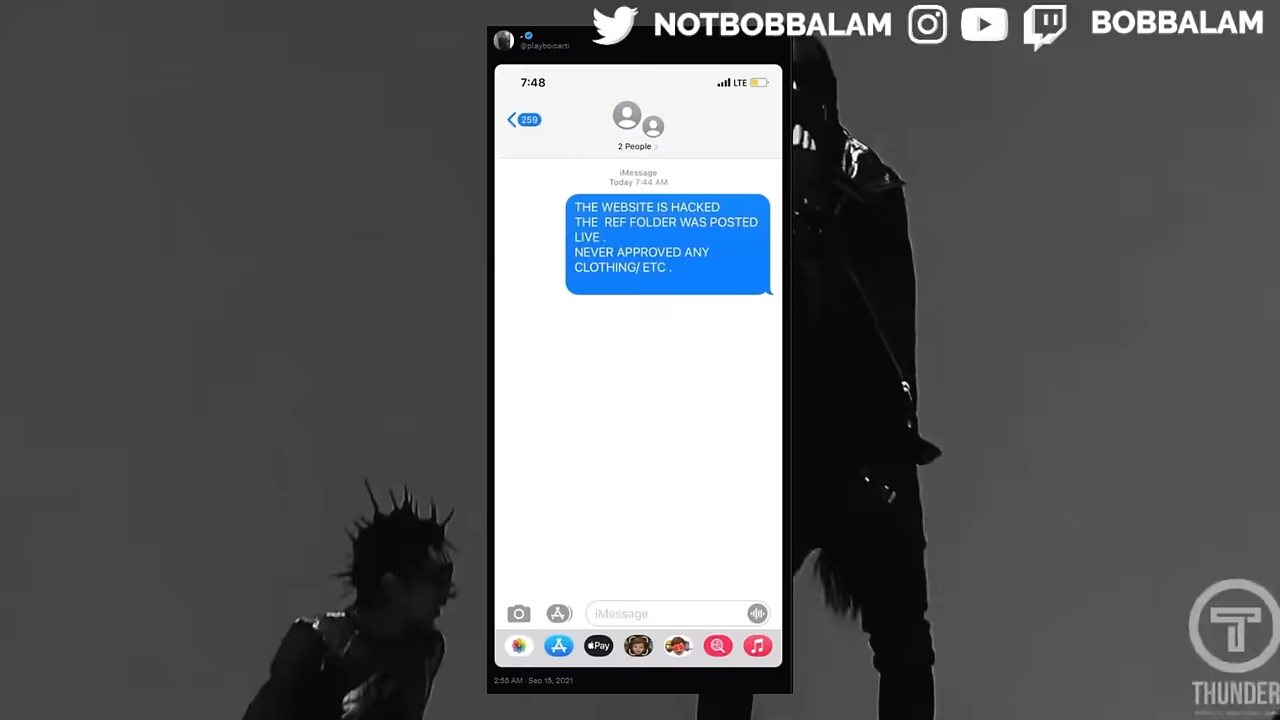 NOTBOBBALAM
BOBBALAM
@playboicarti
7:48
LTE
259
2 People
iMessage
Today 7:44 AM
THE WEBSITE IS HACKED
THE  REF FOLDER WAS POSTED
LIVE .
NEVER APPROVED ANY
CLOTHING/ ETC .
iMessage
Pay
2:55 AM · Sep 15, 2021
THUNDER